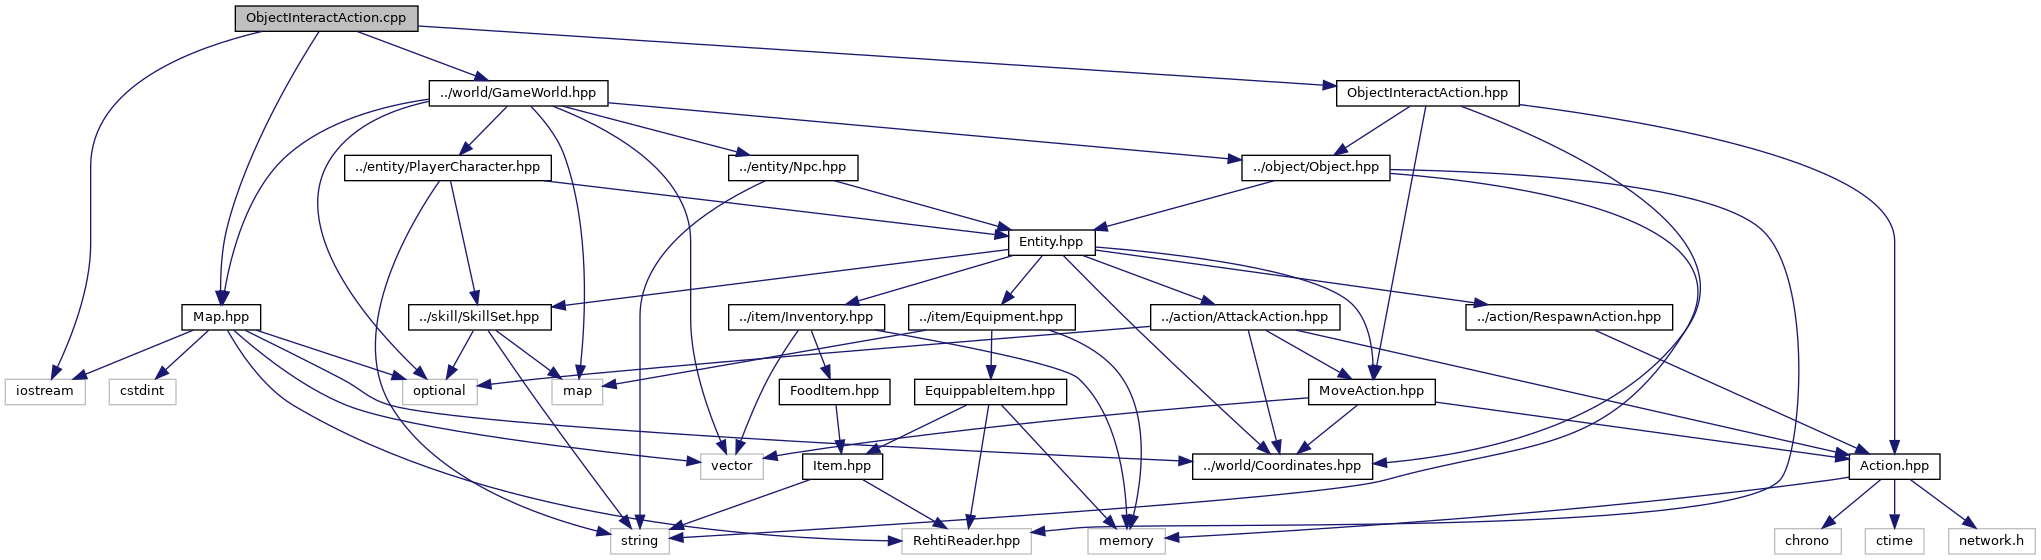 ObjectInteractAction.cpp
../world/GameWorld.hpp
ObjectInteractAction.hpp
../entity/PlayerCharacter.hpp
../entity/Npc.hpp
../object/Object.hpp
Entity.hpp
Map.hpp
../skill/SkillSet.hpp
../item/Inventory.hpp
../item/Equipment.hpp
../action/AttackAction.hpp
../action/RespawnAction.hpp
iostream
cstdint
optional
map
FoodItem.hpp
EquippableItem.hpp
MoveAction.hpp
vector
Item.hpp
../world/Coordinates.hpp
Action.hpp
string
RehtiReader.hpp
memory
chrono
ctime
network.h